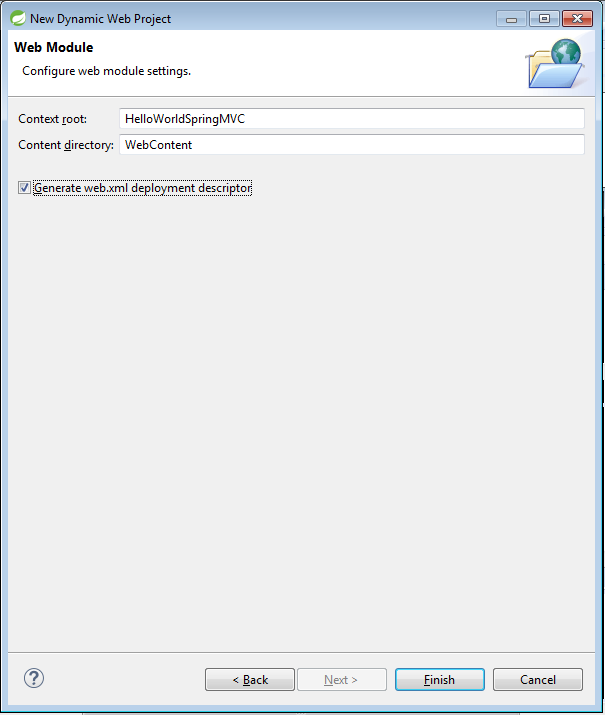 New Dynamic Web Project
Web Module
Configure web module settings.
Context root: HelloWorldSpringMVC
Content directory: WebContent
Generate web.xml deployment descriptor
? < Back Next > Finish Cancel